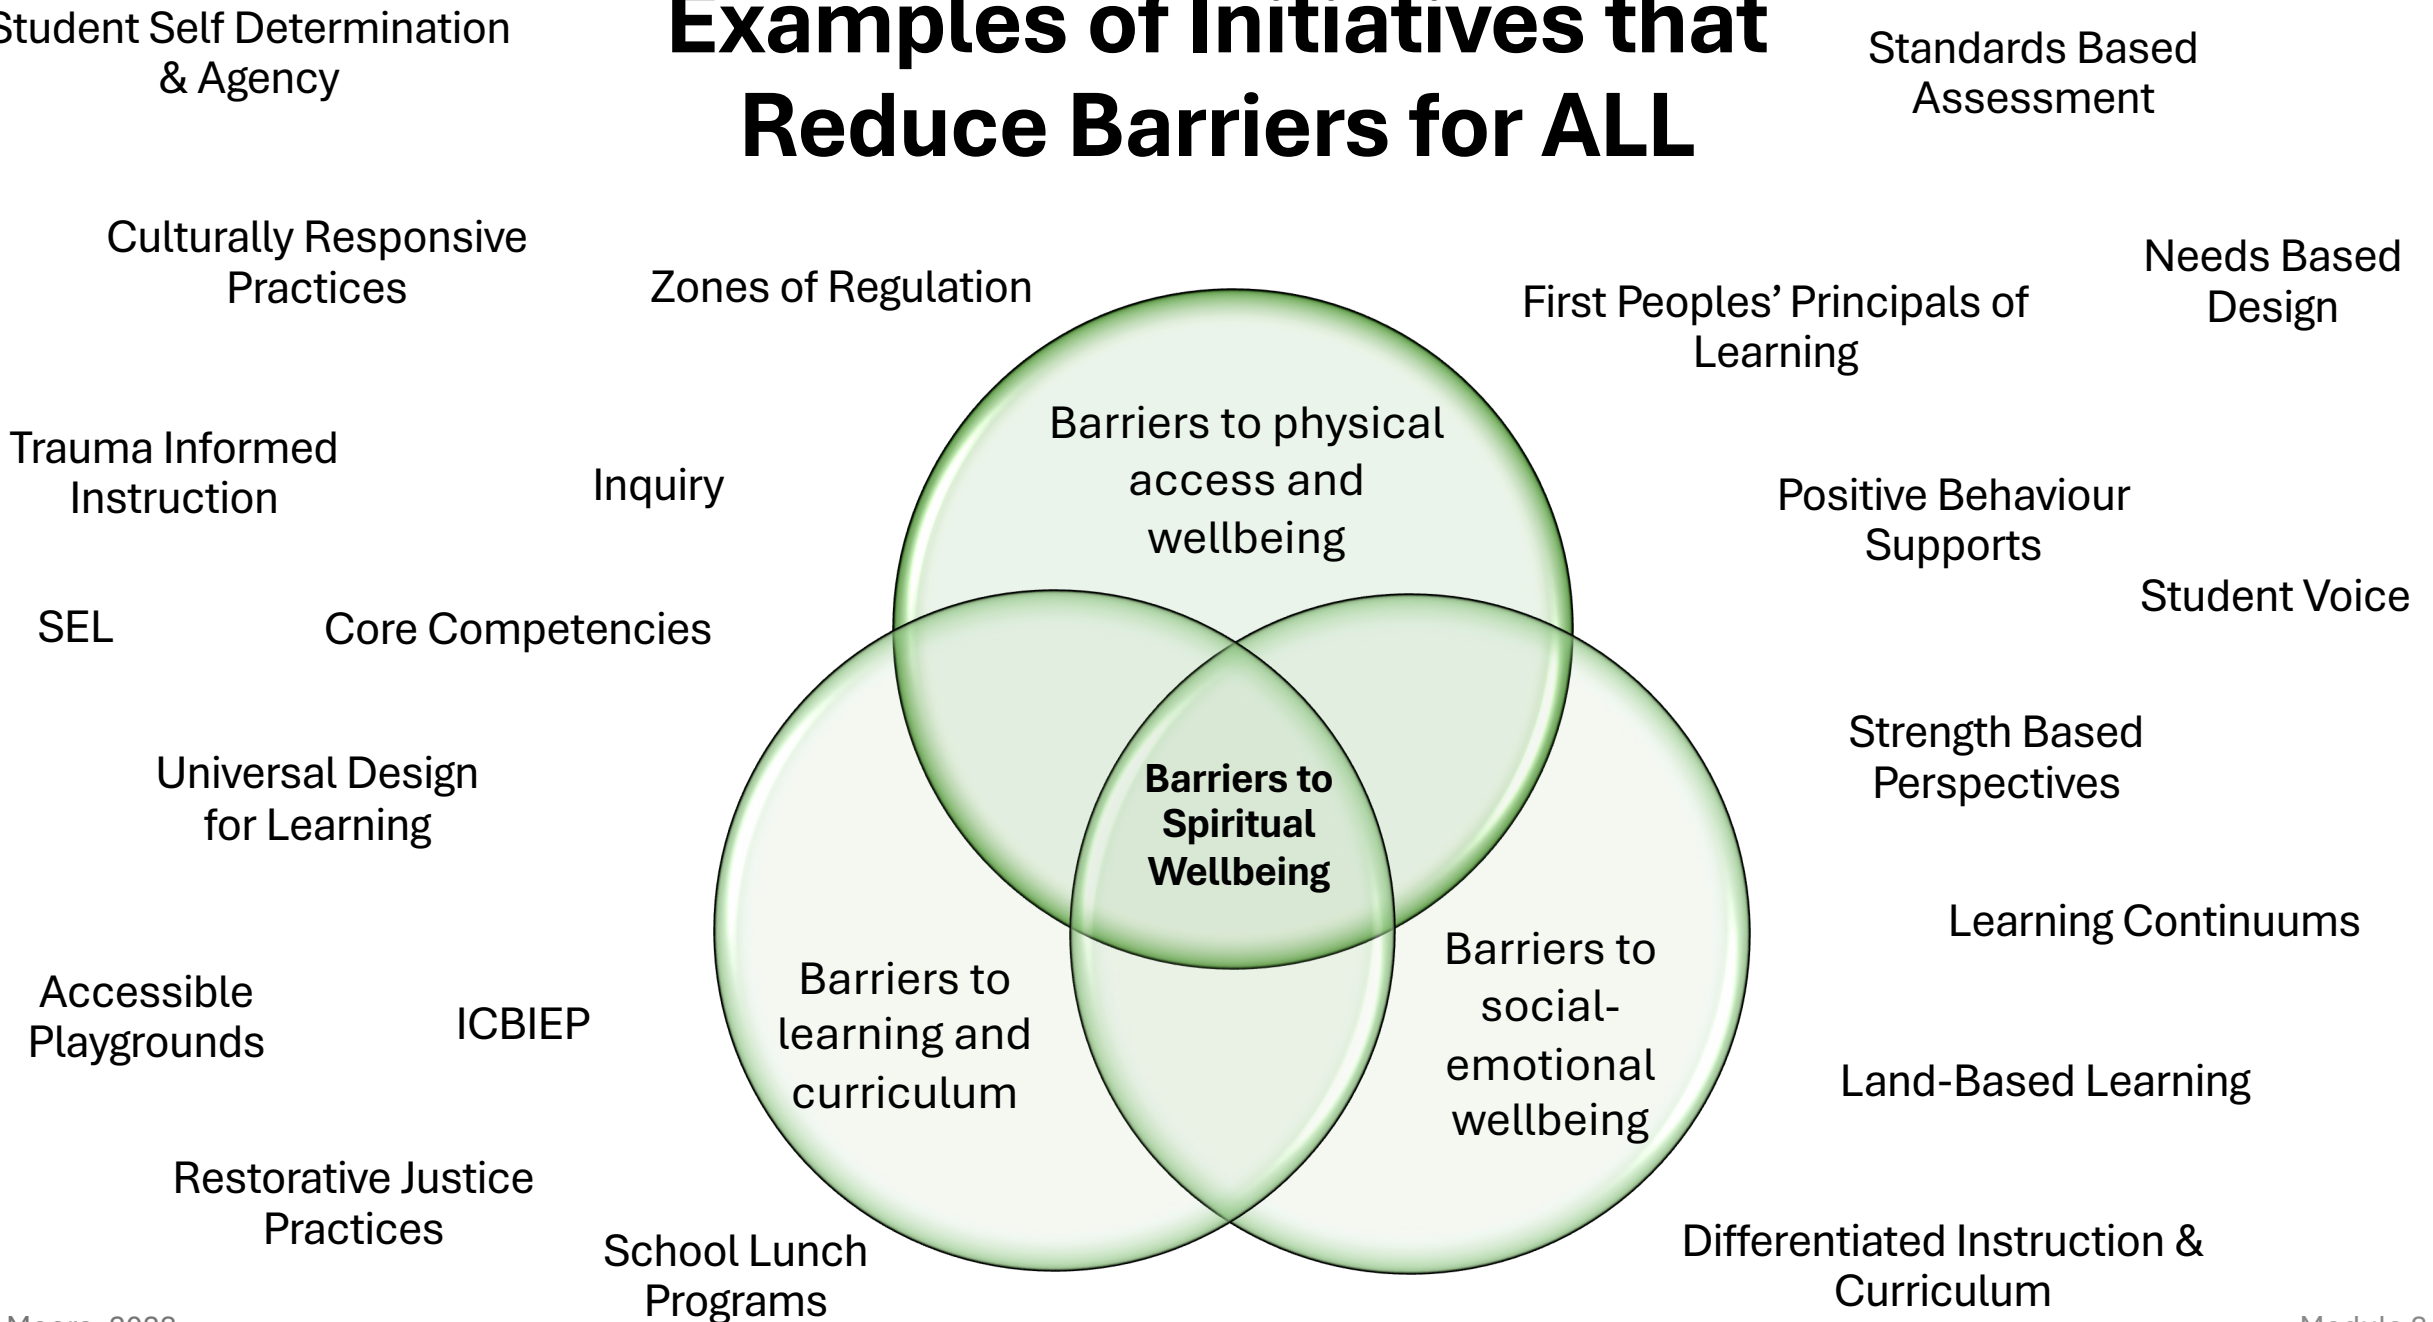 Examples of Initiatives that
Reduce Barriers for ALL
Student Self Determination
& Agency
Standards Based
Assessment
Culturally Responsive
Practices
Zones of Regulation
First Peoples’ Principals of
Learning
Needs Based
Design
Trauma Informed
Instruction
Inquiry
Barriers to physical
access and
wellbeing
Positive Behaviour
Supports
Student Voice
SEL
Core Competencies
Universal Design
for Learning
Barriers to
Spiritual
Wellbeing
Strength Based
Perspectives
Learning Continuums
Accessible
Playgrounds
ICBIEP
Barriers to
learning and
curriculum
Barriers to
social-
emotional
wellbeing
Land-Based Learning
Restorative Justice
Practices
School Lunch
Programs
Differentiated Instruction &
Curriculum